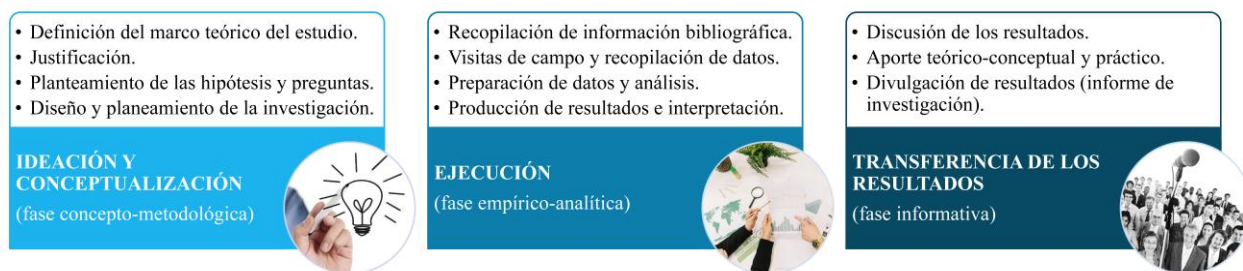 • Definición del marco teórico del estudio.
• Justificación.
• Planteamiento de las hipótesis y preguntas.
• Diseño y planeamiento de la investigación.
IDEACIÓN Y
CONCEPTUALIZACIÓN
(fase concepto-metodológica)
• Recopilación de información bibliográfica.
• Visitas de campo y recopilación de datos.
• Preparación de datos y análisis.
• Producción de resultados e interpretación.
EJECUCIÓN
(fase empírico-analítica)
• Discusión de los resultados.
• Aporte teórico-conceptual y práctico.
• Divulgación de resultados (informe de
investigación).
TRANSFERENCIA DE LOS
RESULTADOS
(fase informativa)